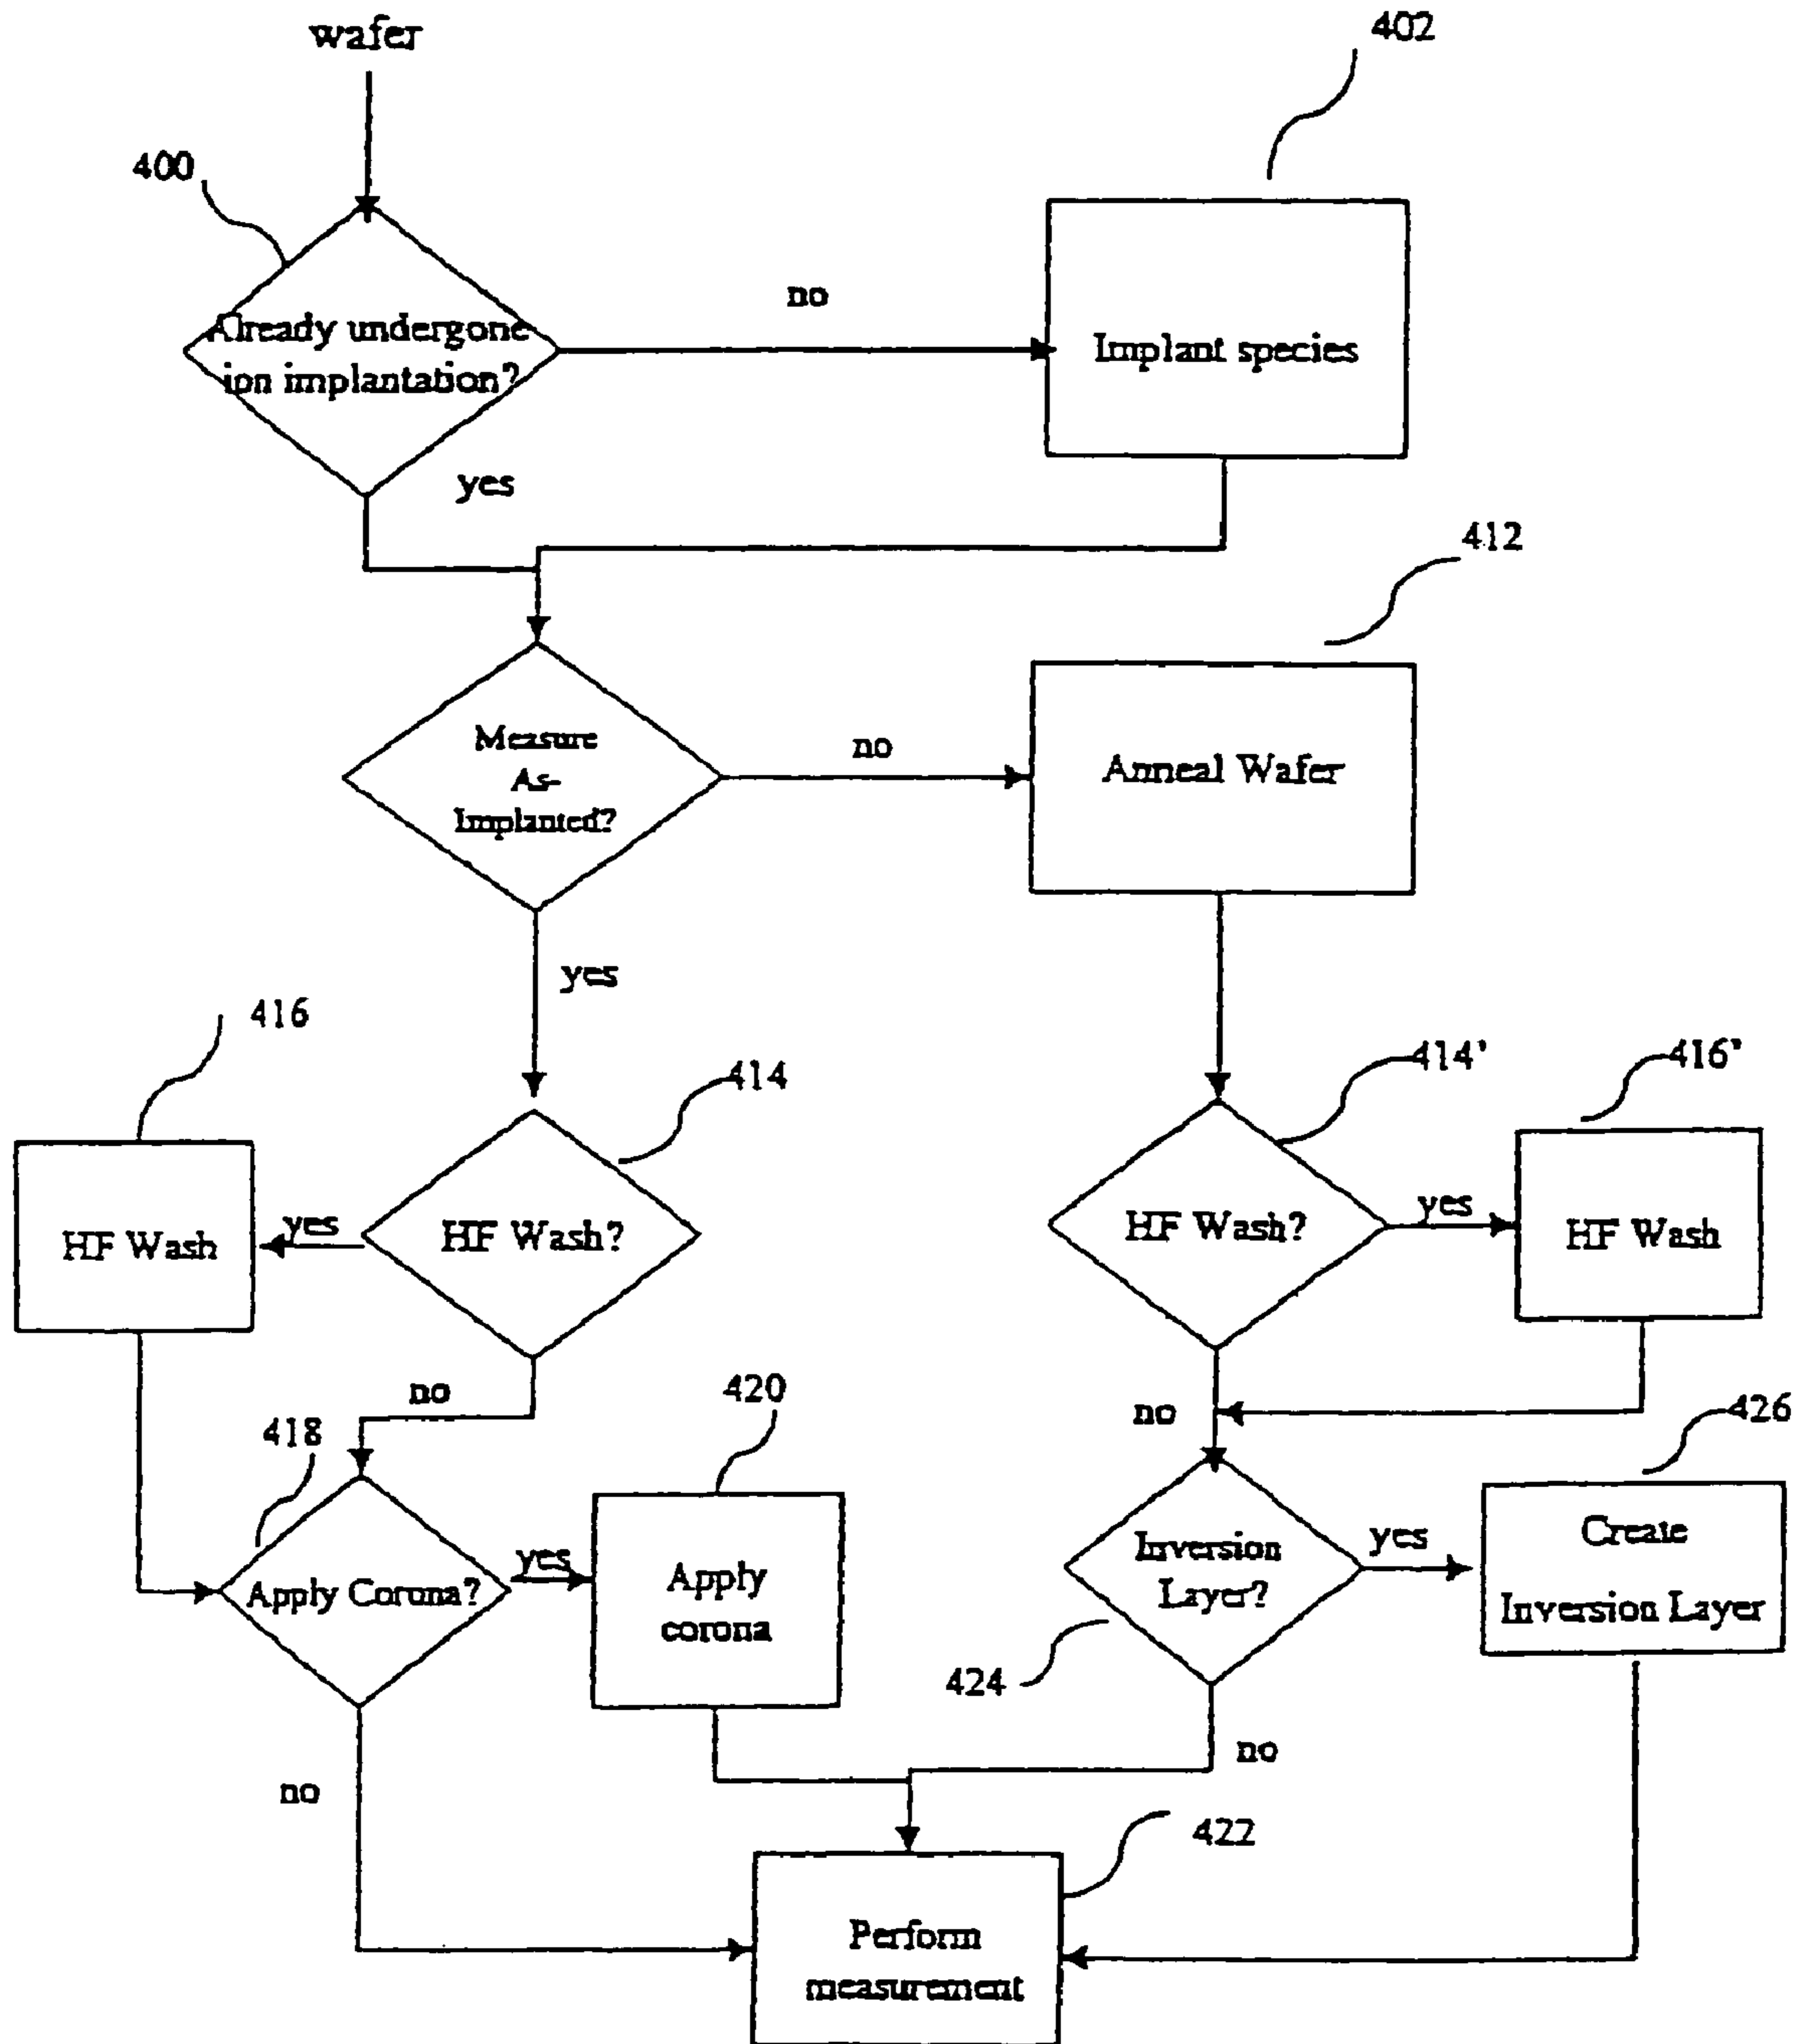 wafer
402
400
Already undergone
ion implantation?
no
Implant species
yes
412
Measure
As-
Implanted?
no
Anneal Wafer
yes
416
414
414'
416'
HF Wash
yes
HF Wash?
HF Wash?
yes
HF Wash
no
420
no
426
418
Apply Corona?
yes
Apply
corona
Inversion
Layer?
yes
Create
Inversion Layer
424
no
no
422
Perform
measurement